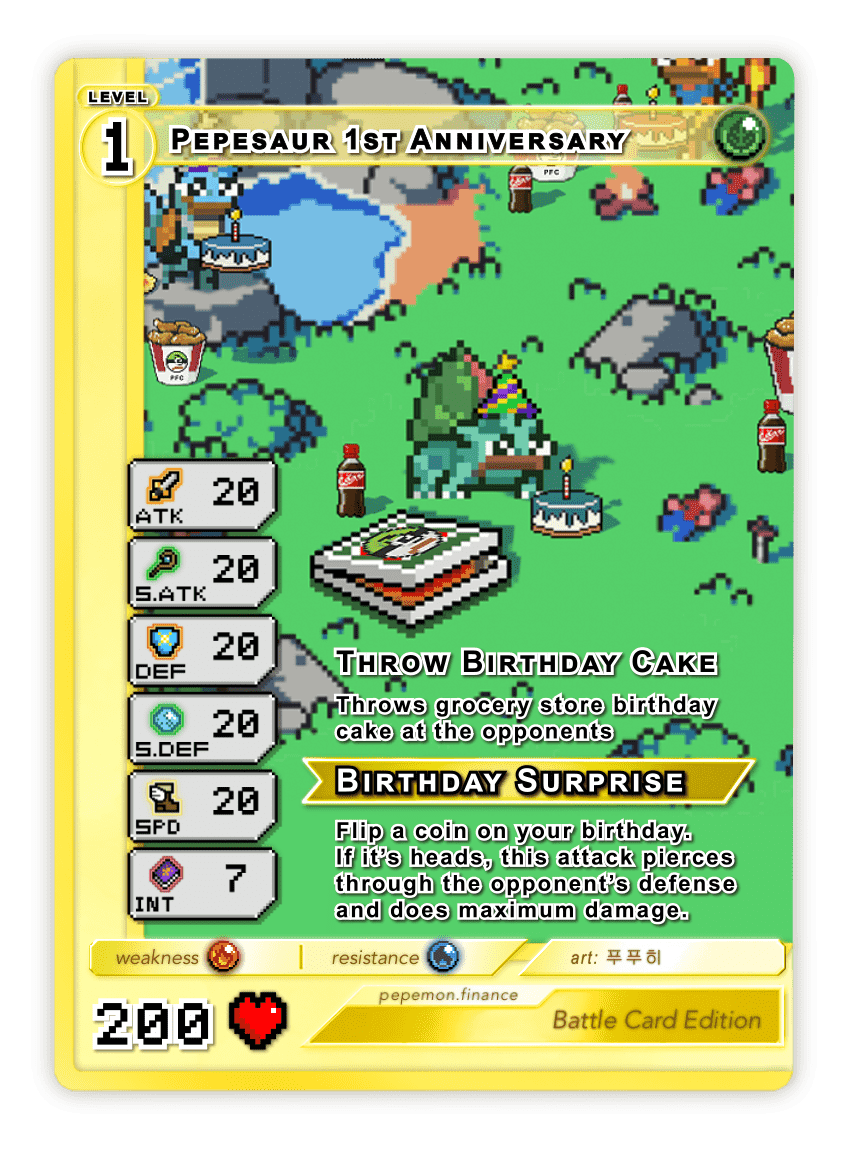 LEVEL
1
PEPESAUR 1ST ANNIVERSARY
PFC
PFC
ATK 20
S.ATK 20
DEF 20
S.DEF 20
SPD 20
INT 7
THROW BIRTHDAY CAKE
Throws grocery store birthday
cake at the opponents
BIRTHDAY SURPRISE
Flip a coin on your birthday.
If it's heads, this attack pierces
through the opponent's defense
and does maximum damage.
weakness
resistance
art: 푸푸히
200
pepemon.finance
Battle Card Edition